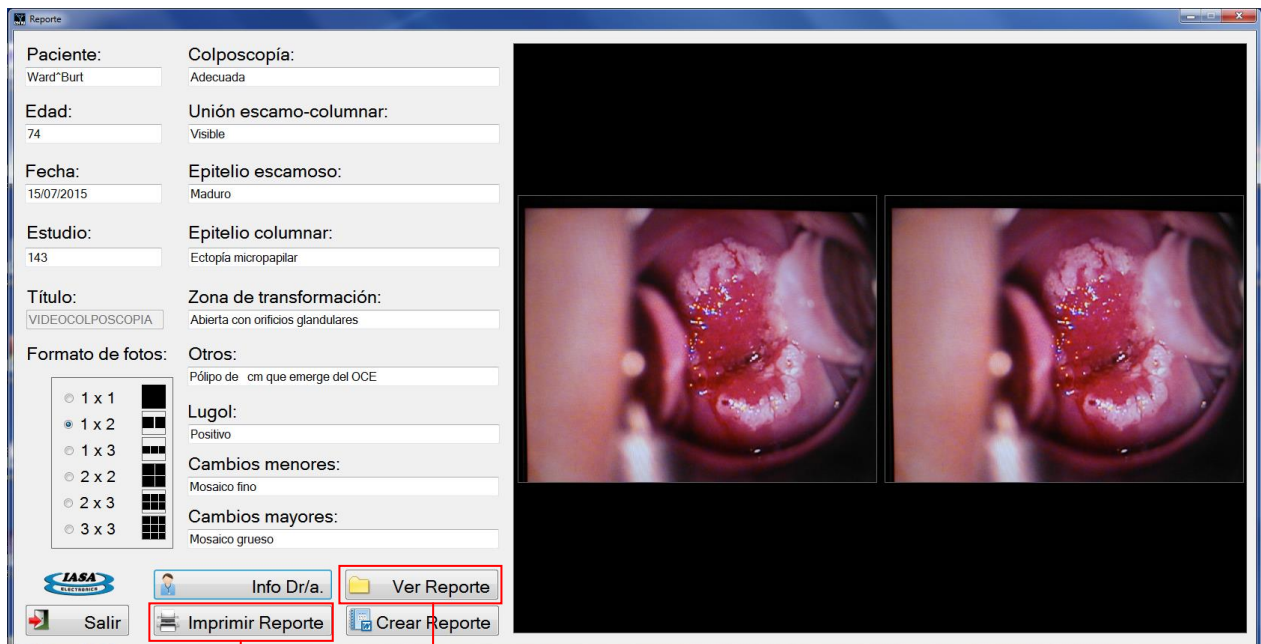 Reporte
Paciente:
Ward^Burt
Edad:
74
Fecha:
15/07/2015
Estudio:
143
Título:
VIDEOCOLPOSCOPIA
Formato de fotos:
1 x 1
1 x 2
1 x 3
2 x 2
2 x 3
3 x 3
Colposcopía:
Adecuada
Unión escamo-columnar:
Visible
Epitelio escamoso:
Maduro
Epitelio columnar:
Ectopía micropapilar
Zona de transformación:
Abierta con orificios glandulares
Otros:
Pólipo de   cm que emerge del OCE
Lugol:
Positivo
Cambios menores:
Mosaico fino
Cambios mayores:
Mosaico grueso
IASA
ELECTRONICA
Info Dr/a.
Ver Reporte
Salir
Imprimir Reporte
Crear Reporte